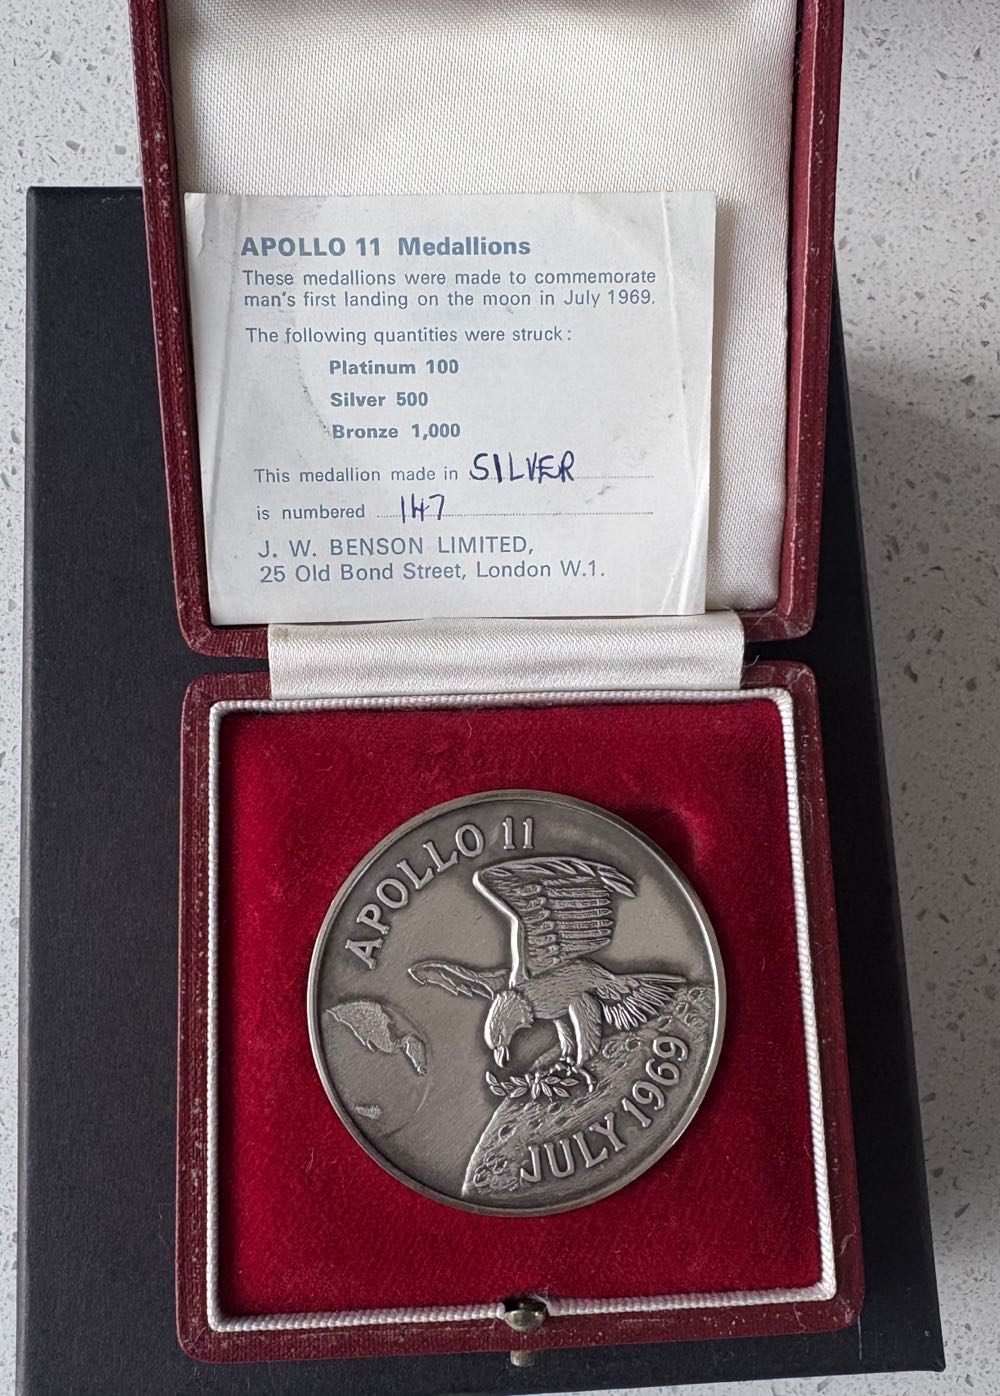 APOLLO 11 Medallions
These medallions were made to commemorate
man's first landing on the moon in July 1969.
The following quantities were struck:
Platinum 100
Silver 500
Bronze 1,000
This medallion made in SILVER
is numbered 147
J. W. BENSON LIMITED,
25 Old Bond Street, London W.1.
APOLLO 11
JULY 1969